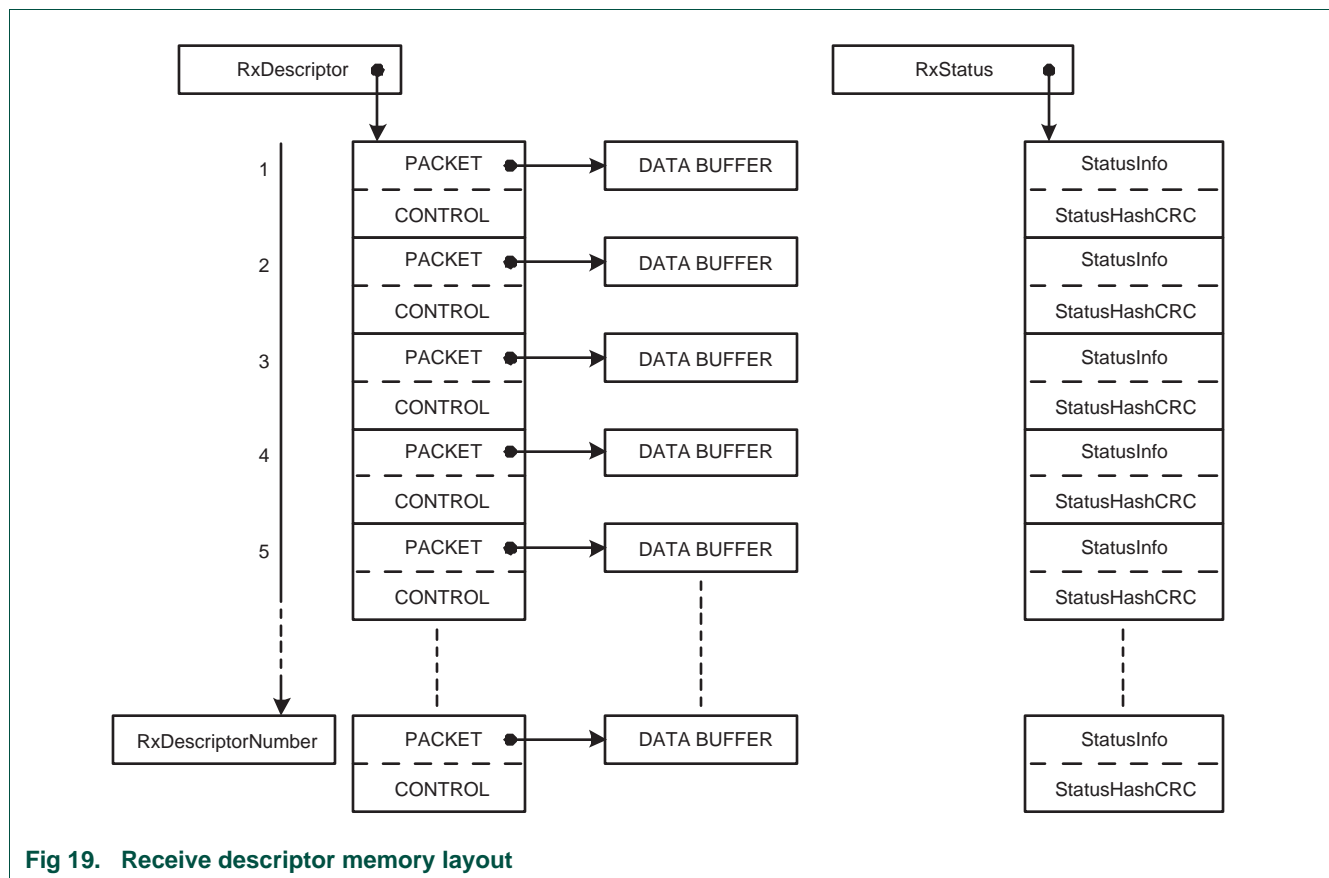 RxDescriptor
RxStatus
1
PACKET
DATA BUFFER
StatusInfo
CONTROL
StatusHashCRC
2
PACKET
DATA BUFFER
StatusInfo
CONTROL
StatusHashCRC
3
PACKET
DATA BUFFER
StatusInfo
CONTROL
StatusHashCRC
4
PACKET
DATA BUFFER
StatusInfo
CONTROL
StatusHashCRC
5
PACKET
DATA BUFFER
StatusInfo
CONTROL
StatusHashCRC
RxDescriptorNumber
PACKET
DATA BUFFER
StatusInfo
CONTROL
StatusHashCRC
Fig 19. Receive descriptor memory layout